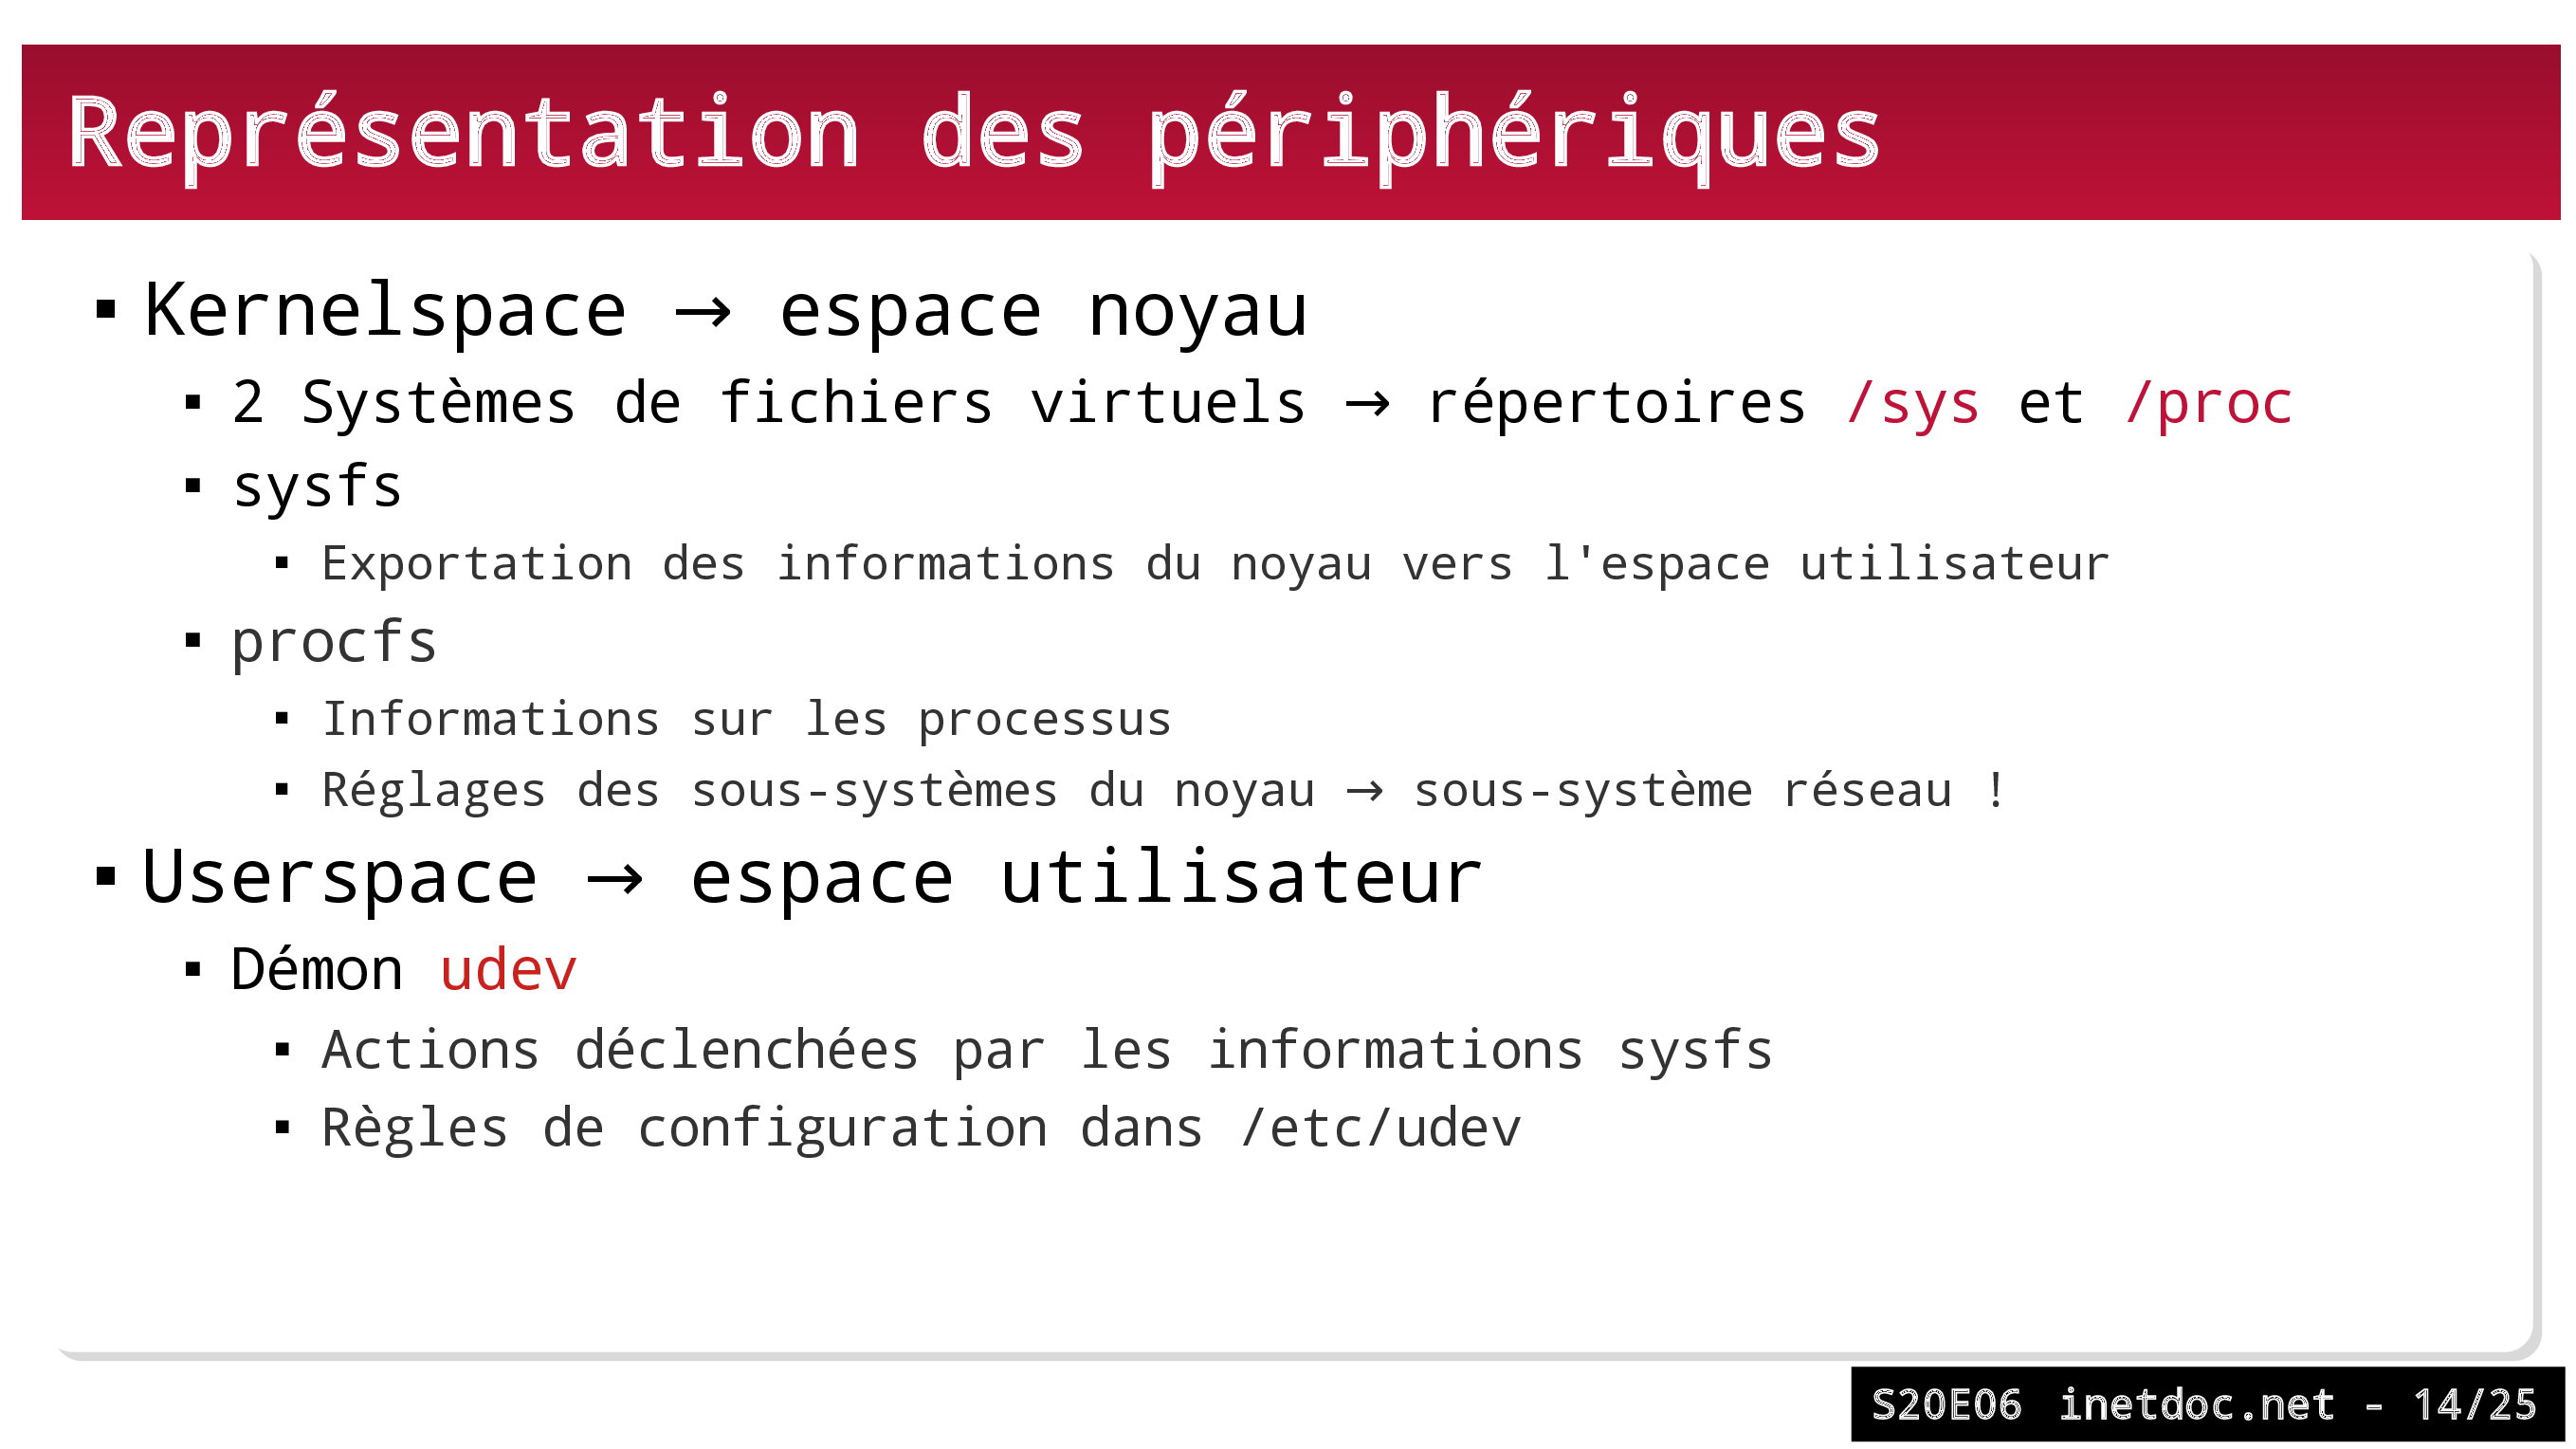 Représentation des périphériques
▪ Kernelspace → espace noyau
▪ 2 Systèmes de fichiers virtuels → répertoires /sys et /proc
▪ sysfs
▪ Exportation des informations du noyau vers l'espace utilisateur
▪ procfs
▪ Informations sur les processus
▪ Réglages des sous-systèmes du noyau → sous-système réseau !
▪ Userspace → espace utilisateur
▪ Démon udev
▪ Actions déclenchées par les informations sysfs
▪ Règles de configuration dans /etc/udev
S20E06 inetdoc.net - 14/25